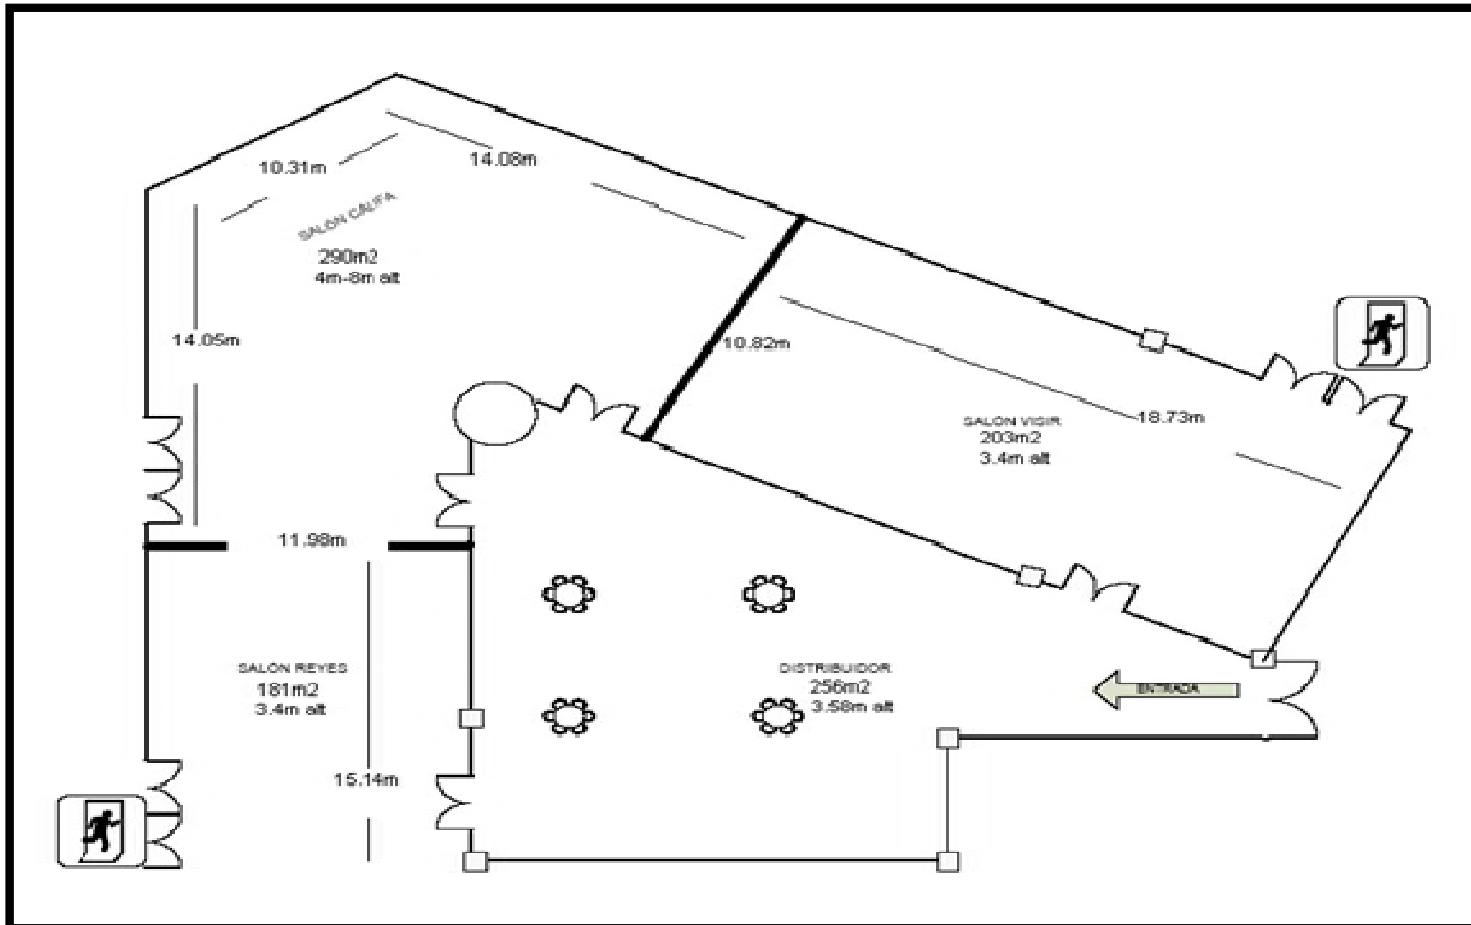 10.31m
14.08m
SALON CALIFA
290m2
4m-8m alt
14.05m
10.82m
18.73m
SALON VISIR
203m2
3.4m alt
11.98m
SALON REYES
181m2
3.4m alt
DISTRIBUIDOR
256m2
3.58m alt
ENTRADA
15.14m